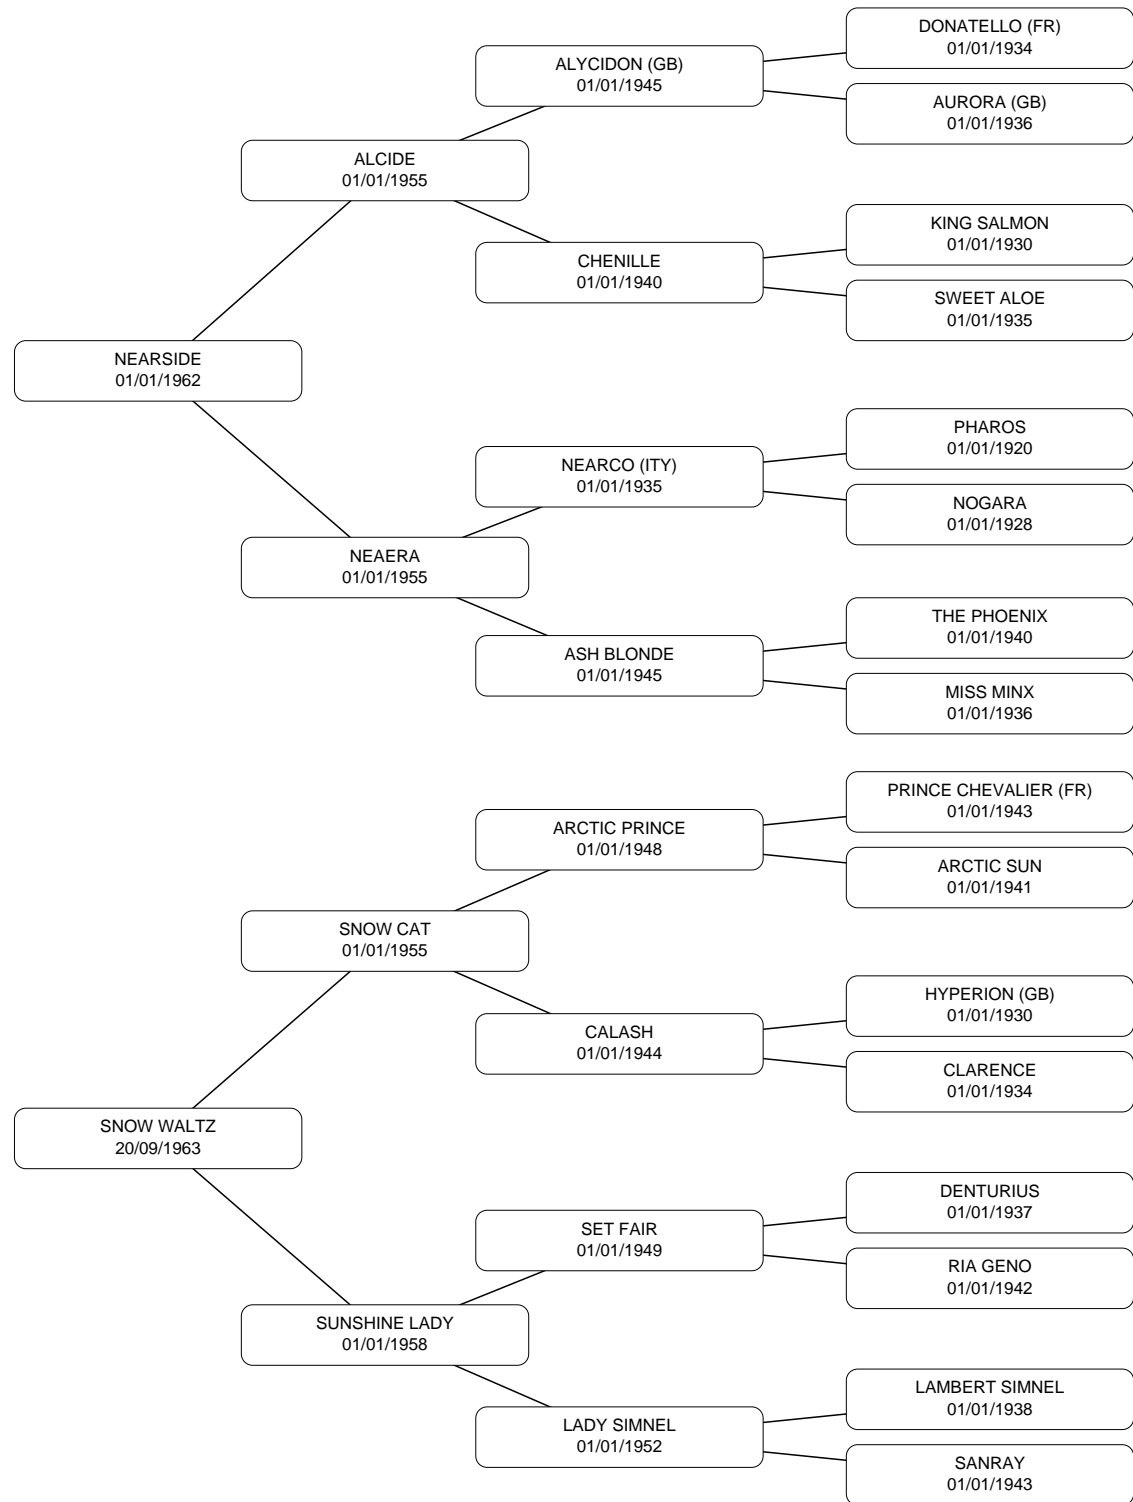 DONATELLO (FR)
01/01/1934
ALYCIDON (GB)
01/01/1945
AURORA (GB)
01/01/1936
ALCIDE
01/01/1955
KING SALMON
01/01/1930
CHENILLE
01/01/1940
SWEET ALOE
01/01/1935
NEARSIDE
01/01/1962
PHAROS
01/01/1920
NEARCO (ITY)
01/01/1935
NOGARA
01/01/1928
NEAERA
01/01/1955
THE PHOENIX
01/01/1940
ASH BLONDE
01/01/1945
MISS MINX
01/01/1936
PRINCE CHEVALIER (FR)
01/01/1943
ARCTIC PRINCE
01/01/1948
ARCTIC SUN
01/01/1941
SNOW CAT
01/01/1955
HYPERION (GB)
01/01/1930
CALASH
01/01/1944
CLARENCE
01/01/1934
SNOW WALTZ
20/09/1963
DENTURIUS
01/01/1937
SET FAIR
01/01/1949
RIA GENO
01/01/1942
SUNSHINE LADY
01/01/1958
LAMBERT SIMNEL
01/01/1938
LADY SIMNEL
01/01/1952
SANRAY
01/01/1943